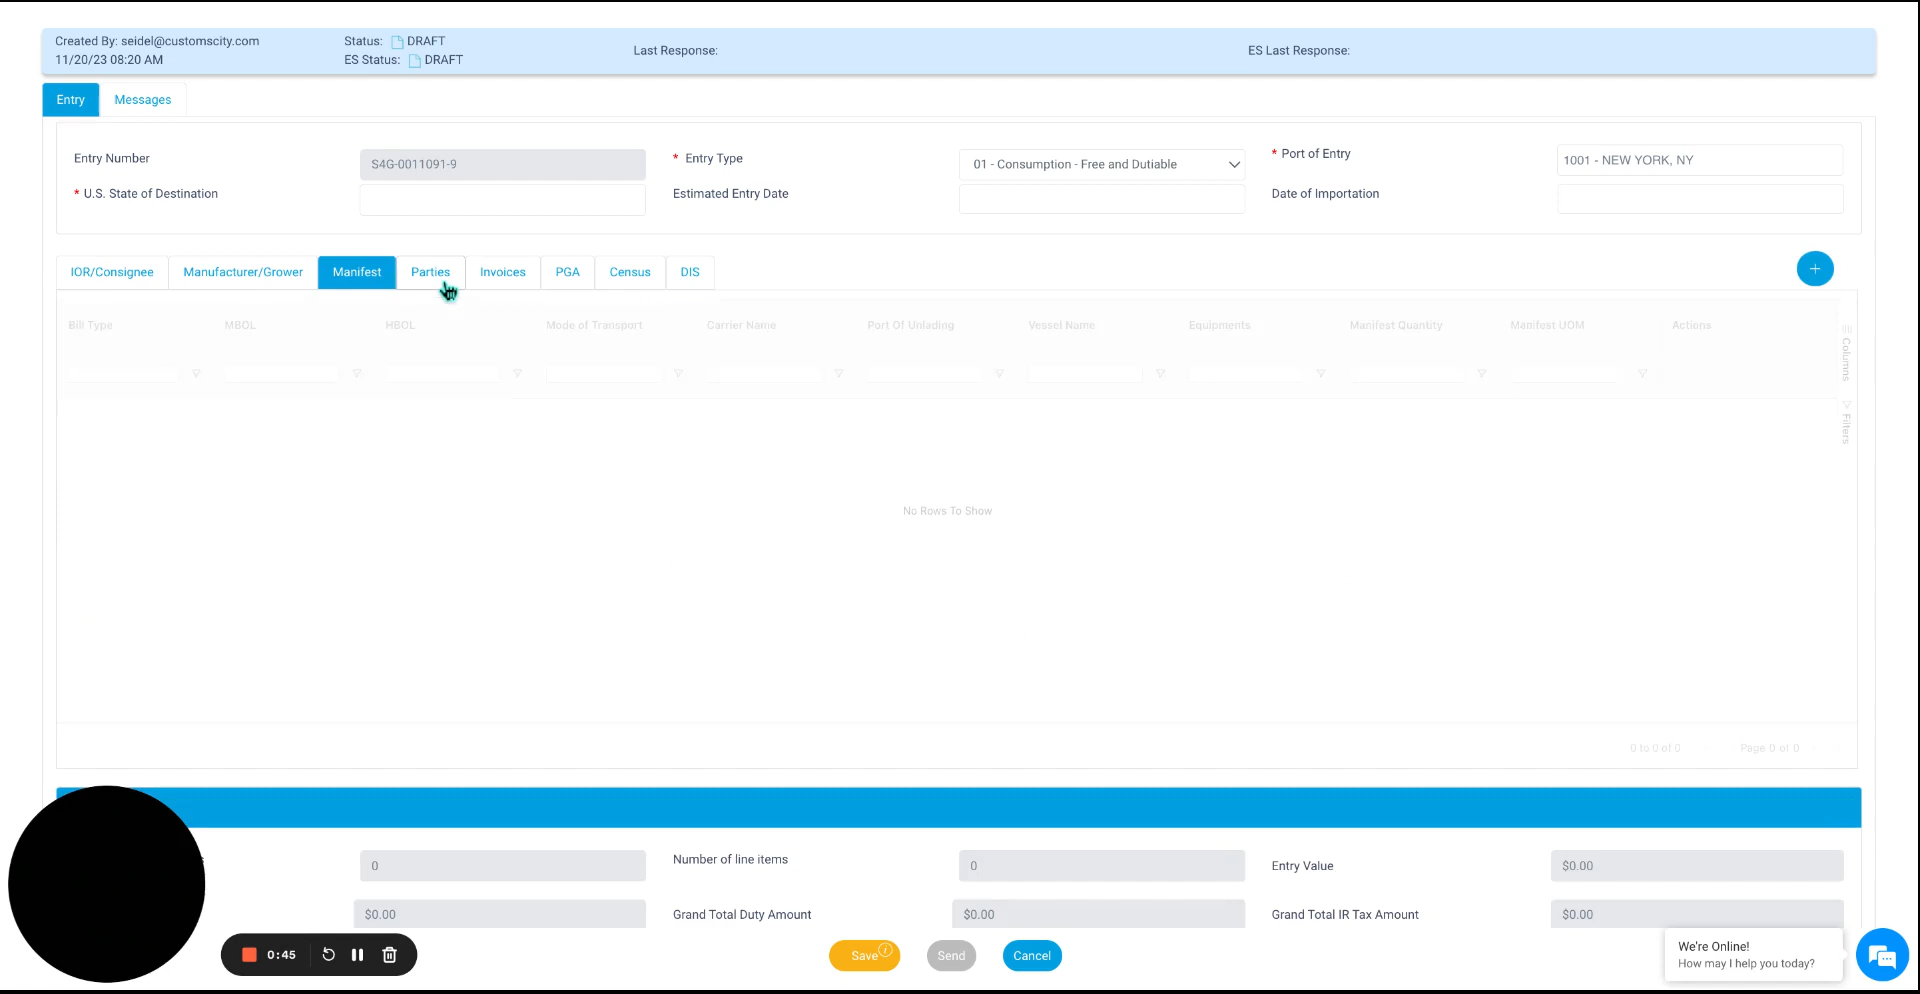 Created By: seidel@customscity.com
11/20/23 08:20 AM
Status: DRAFT
ES Status: DRAFT
Last Response:
ES Last Response:
Entry Messages
Entry Number S4G-0011091-9 * Entry Type 01 - Consumption - Free and Dutiable * Port of Entry 1001 - NEW YORK, NY
* U.S. State of Destination Estimated Entry Date Date of Importation
IOR/Consignee Manufacturer/Grower Manifest Parties Invoices PGA Census DIS +
Bill Type MBOL HBOL Mode of Transport Carrier Name Port Of Unlading Vessel Name Equipments Manifest Quantity Manifest UOM Actions
Columns
Filters
No Rows To Show
0 to 0 of 0 Page 0 of 0
0 Number of line items 0 Entry Value $0.00
$0.00 Grand Total Duty Amount $0.00 Grand Total IR Tax Amount $0.00
0:45
Save Send Cancel
We're Online!
How may I help you today?